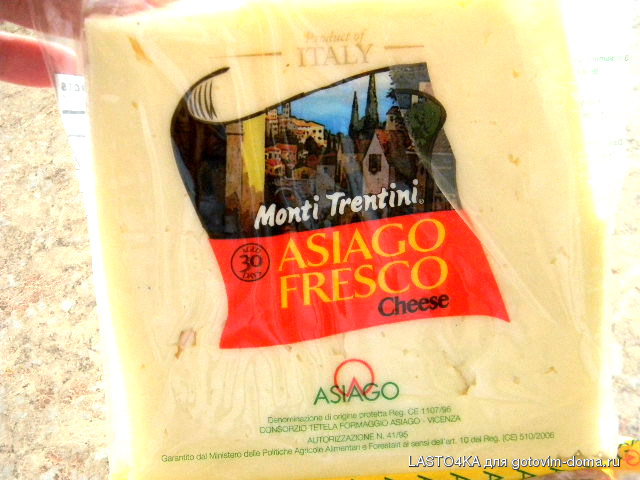 Product of
ITALY
Monti Trentini®
AGED
30
DAYS
ASIAGO
FRESCO
Cheese
ASIAGO
Denominazione di origine protetta Reg. CE 1107/96
CONSORZIO TETELA FORMAGGIO ASIAGO - VICENZA
AUTORIZZAZIONE N. 41/95
Garantito dal Ministero delle Politiche Agricole Alimentari e Forestali ai sensi dell'art. 10 del Reg. (CE) 510/2006
LASTO4KA для gotovim-doma.ru